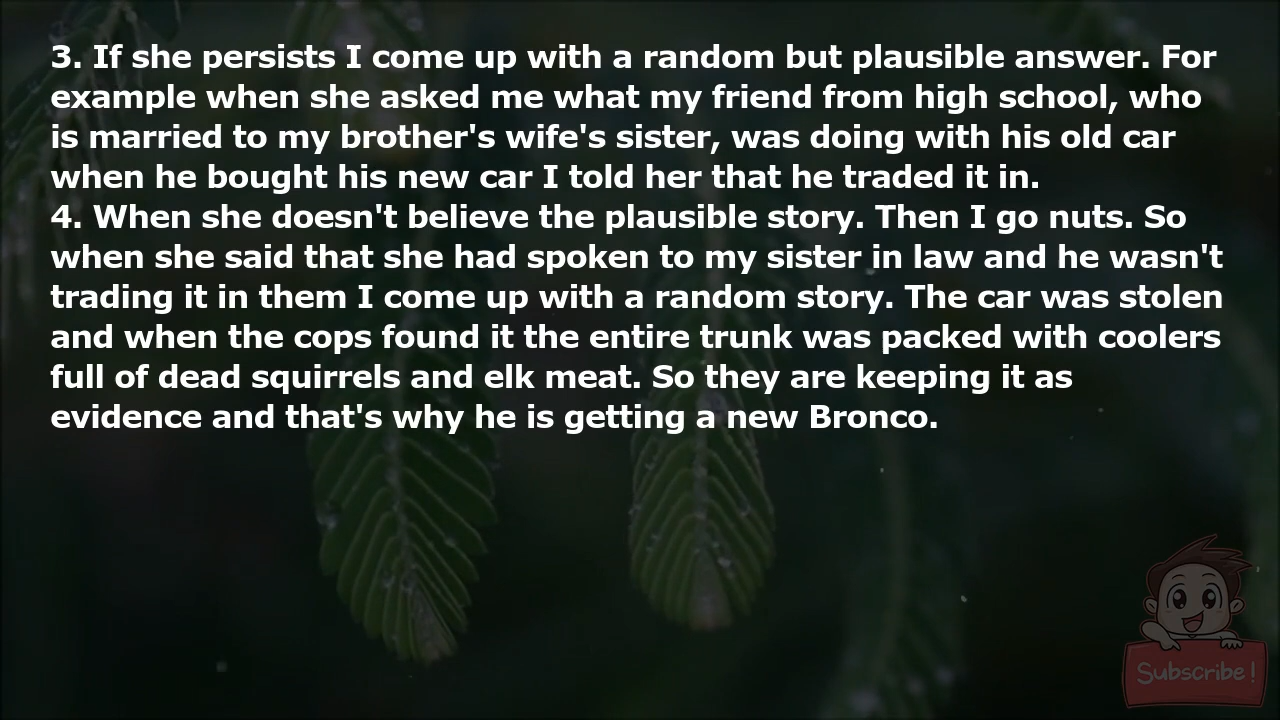 3. If she persists I come up with a random but plausible answer. For
example when she asked me what my friend from high school, who
is married to my brother's wife's sister, was doing with his old car
when he bought his new car I told her that he traded it in.
4. When she doesn't believe the plausible story. Then I go nuts. So
when she said that she had spoken to my sister in law and he wasn't
trading it in them I come up with a random story. The car was stolen
and when the cops found it the entire trunk was packed with coolers
full of dead squirrels and elk meat. So they are keeping it as
evidence and that's why he is getting a new Bronco.
Subscribe!